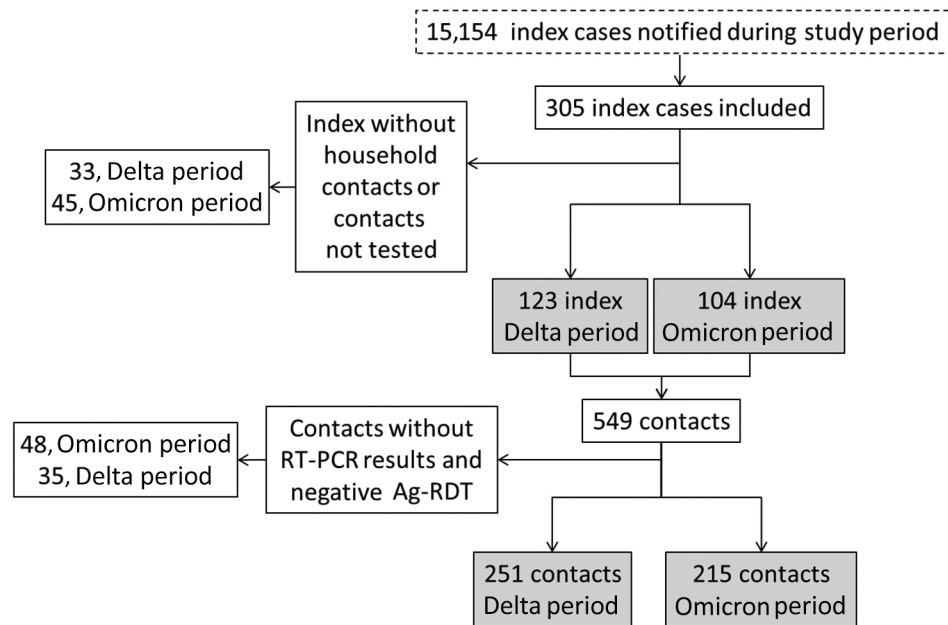 15,154 index cases notified during study period
305 index cases included
Index without
household
contacts or
contacts
not tested
33, Delta period
45, Omicron period
123 index
Delta period
104 index
Omicron period
549 contacts
Contacts without
RT-PCR results and
negative Ag-RDT
48, Omicron period
35, Delta period
251 contacts
Delta period
215 contacts
Omicron period